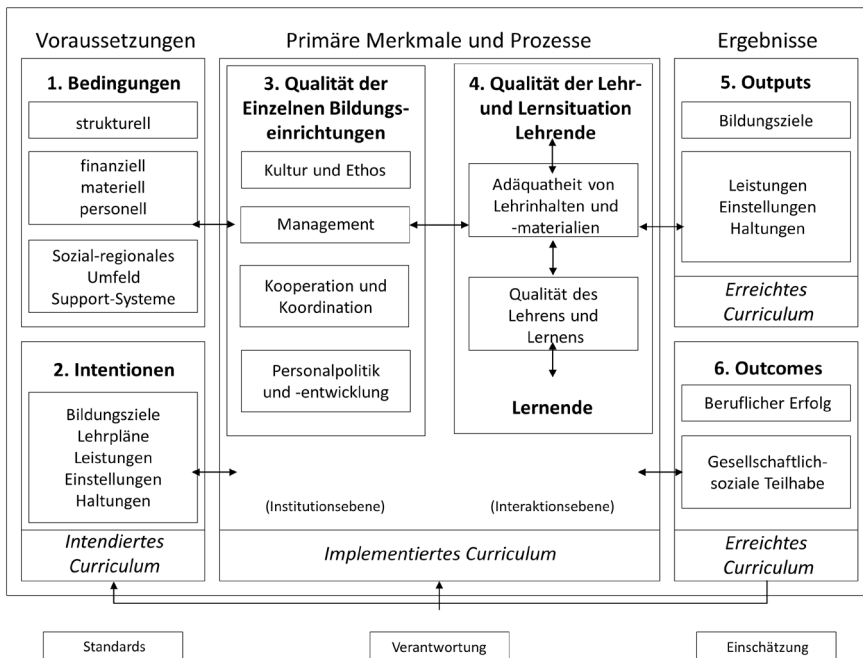 Voraussetzungen
Primäre Merkmale und Prozesse
Ergebnisse
1. Bedingungen
strukturell
finanziell
materiell
personell
Sozial-regionales
Umfeld
Support-Systeme
2. Intentionen
Bildungsziele
Lehrpläne
Leistungen
Einstellungen
Haltungen
Intendiertes
Curriculum
3. Qualität der
Einzelnen Bildungs-
einrichtungen
Kultur und Ethos
Management
Kooperation und
Koordination
Personalpolitik
und -entwicklung
(Institutionsebene)
4. Qualität der Lehr-
und Lernsituation
Lehrende
Adäquatheit von
Lehrinhalten und
-materialien
Qualität des
Lehrens und
Lernens
Lernende
(Interaktionsebene)
Implementiertes Curriculum
5. Outputs
Bildungsziele
Leistungen
Einstellungen
Haltungen
Erreichtes
Curriculum
6. Outcomes
Beruflicher Erfolg
Gesellschaftlich-
soziale Teilhabe
Erreichtes
Curriculum
Standards
Verantwortung
Einschätzung